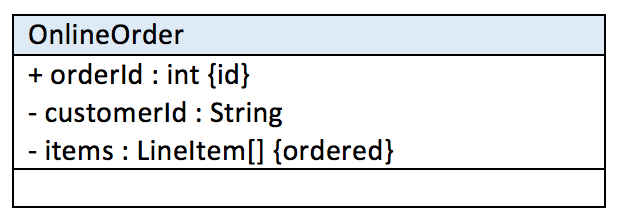 OnlineOrder
+ orderId : int {id}
- customerId : String
- items : LineItem[] {ordered}